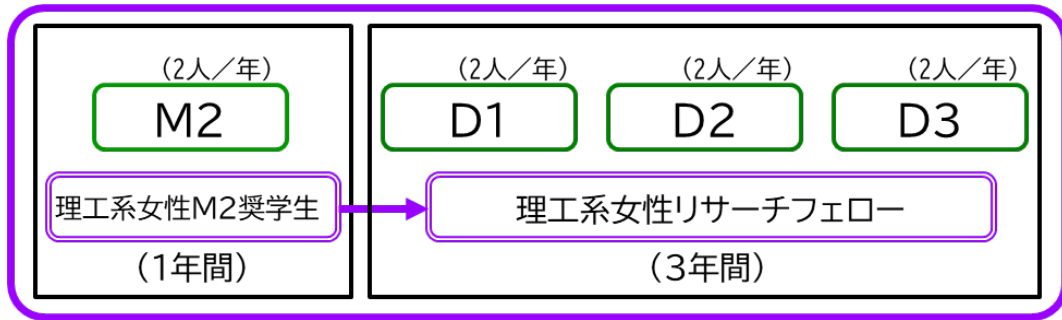 (2人／年)
M2
理工系女性M2奨学生
(1年間)
(2人／年)
(2人／年)
(2人／年)
D1
D2
D3
理工系女性リサーチフェロー
(3年間)